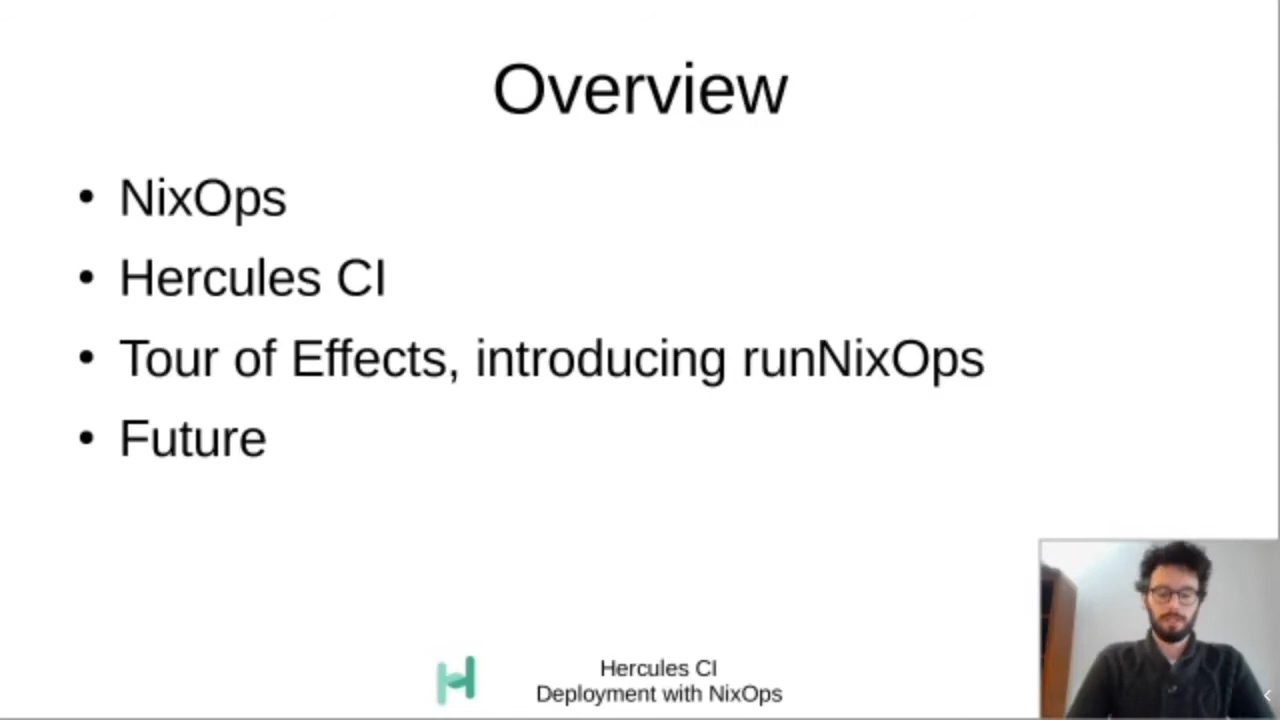 Overview
• NixOps
• Hercules CI
• Tour of Effects, introducing runNixOps
• Future
Hercules CI
Deployment with NixOps